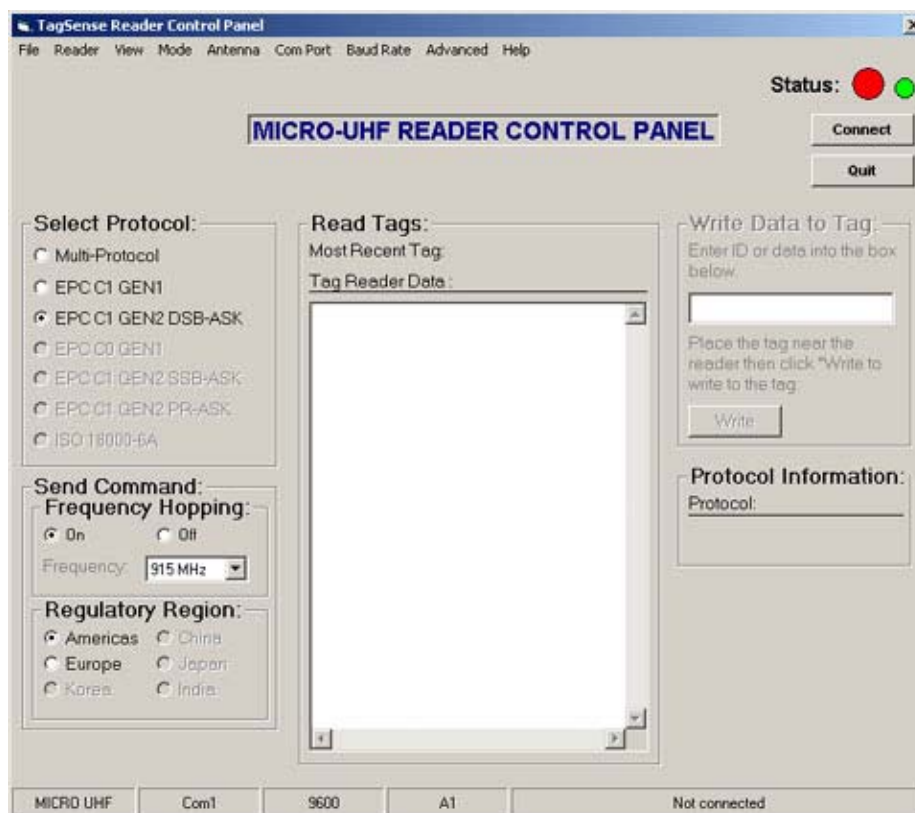 TagSense Reader Control Panel
File Reader View Mode Antenna Com Port Baud Rate Advanced Help
Status:
MICRO-UHF READER CONTROL PANEL
Connect
Quit
Select Protocol:
Multi-Protocol
EPC C1 GEN1
EPC C1 GEN2 DSB-ASK
EPC C0 GEN1
EPC C1 GEN2 SSB-ASK
EPC C1 GEN2 PR-ASK
ISO 18000-6A
Send Command:
Frequency Hopping:
On Off
Frequency: 915 MHz
Regulatory Region:
Americas China
Europe Japan
Korea India
Read Tags:
Most Recent Tag:
Tag Reader Data :
Write Data to Tag:
Enter ID or data into the box
below.
Place the tag near the
reader then click "Write to
write to the tag.
Write
Protocol Information:
Protocol:
MICRO UHF Com1 9600 A1 Not connected